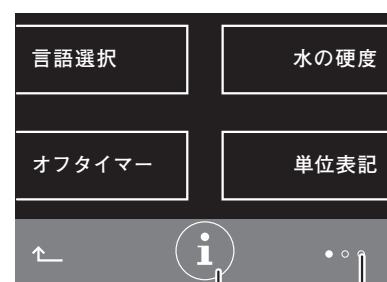 言語選択
水の硬度
オフタイマー
単位表記
i